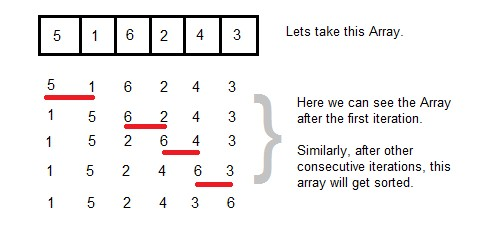 5 1 6 2 4 3
Lets take this Array.
5 1 6 2 4 3
1 5 6 2 4 3
1 5 2 6 4 3
1 5 2 4 6 3
1 5 2 4 3 6
Here we can see the Array
after the first iteration.
Similarly, after other
consecutive iterations, this
array will get sorted.